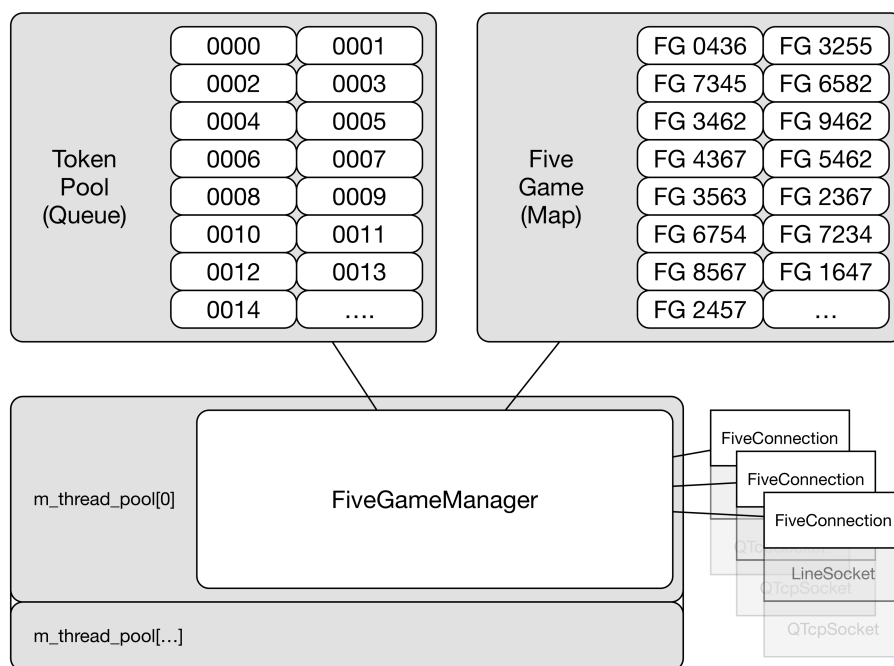 Token
Pool
(Queue)
0000 0001
0002 0003
0004 0005
0006 0007
0008 0009
0010 0011
0012 0013
0014 ....
Five
Game
(Map)
FG 0436 FG 3255
FG 7345 FG 6582
FG 3462 FG 9462
FG 4367 FG 5462
FG 3563 FG 2367
FG 6754 FG 7234
FG 8567 FG 1647
FG 2457 ...
m_thread_pool[0]
FiveGameManager
FiveConnection
FiveConnection
FiveConnection
QTcpSocket
LineSocket
QTcpSocket
QTcpSocket
m_thread_pool[...]